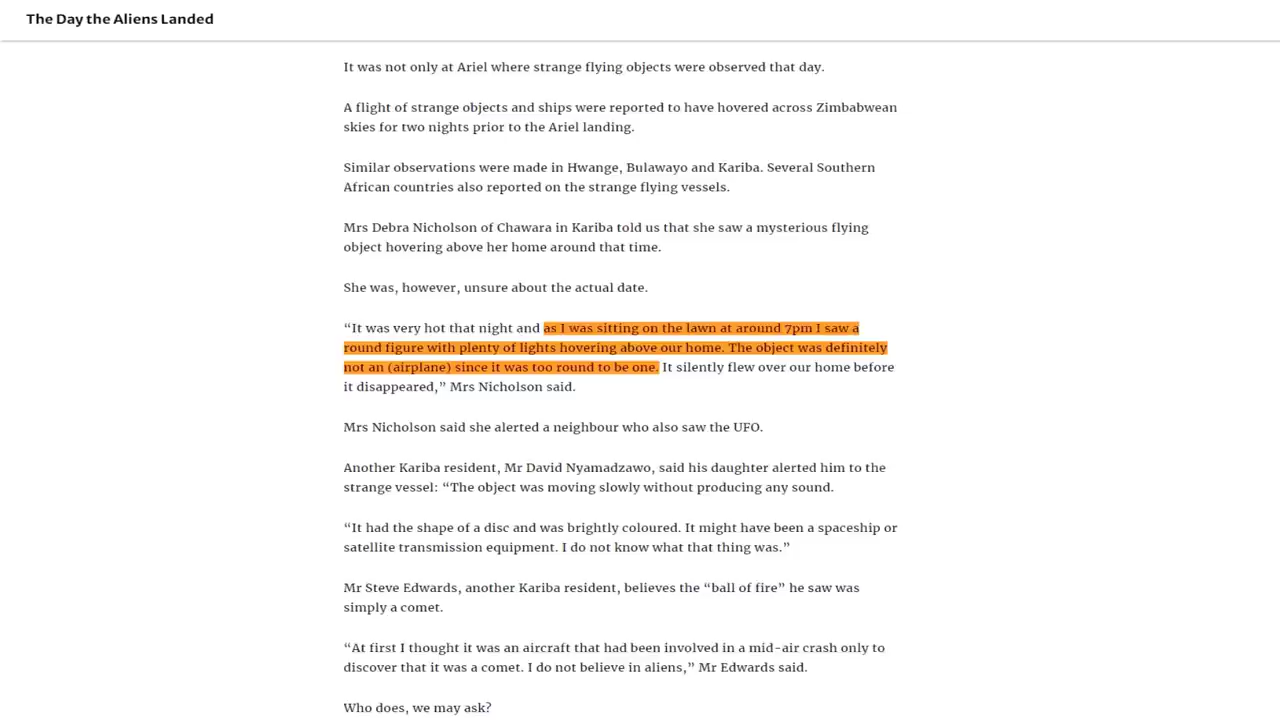 The Day the Aliens Landed
It was not only at Ariel where strange flying objects were observed that day.
A flight of strange objects and ships were reported to have hovered across Zimbabwean
skies for two nights prior to the Ariel landing.
Similar observations were made in Hwange, Bulawayo and Kariba. Several Southern
African countries also reported on the strange flying vessels.
Mrs Debra Nicholson of Chawara in Kariba told us that she saw a mysterious flying
object hovering above her home around that time.
She was, however, unsure about the actual date.
“It was very hot that night and as I was sitting on the lawn at around 7pm I saw a
round figure with plenty of lights hovering above our home. The object was definitely
not an (airplane) since it was too round to be one. It silently flew over our home before
it disappeared,” Mrs Nicholson said.
Mrs Nicholson said she alerted a neighbour who also saw the UFO.
Another Kariba resident, Mr David Nyamadzawo, said his daughter alerted him to the
strange vessel: “The object was moving slowly without producing any sound.
“It had the shape of a disc and was brightly coloured. It might have been a spaceship or
satellite transmission equipment. I do not know what that thing was.”
Mr Steve Edwards, another Kariba resident, believes the “ball of fire” he saw was
simply a comet.
“At first I thought it was an aircraft that had been involved in a mid-air crash only to
discover that it was a comet. I do not believe in aliens,” Mr Edwards said.
Who does, we may ask?